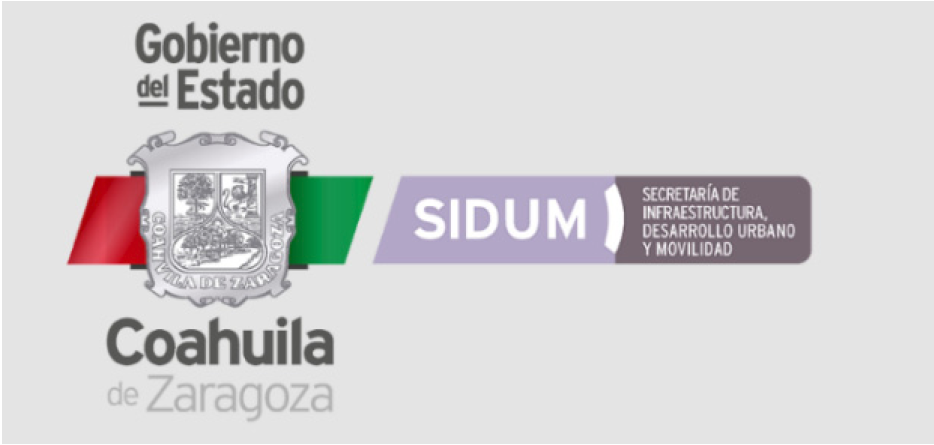 Gobierno
del Estado
COAHUILA DE ZARAGOZA
Coahuila
de Zaragoza
SIDUM
SECRETARÍA DE
INFRAESTRUCTURA,
DESARROLLO URBANO
Y MOVILIDAD